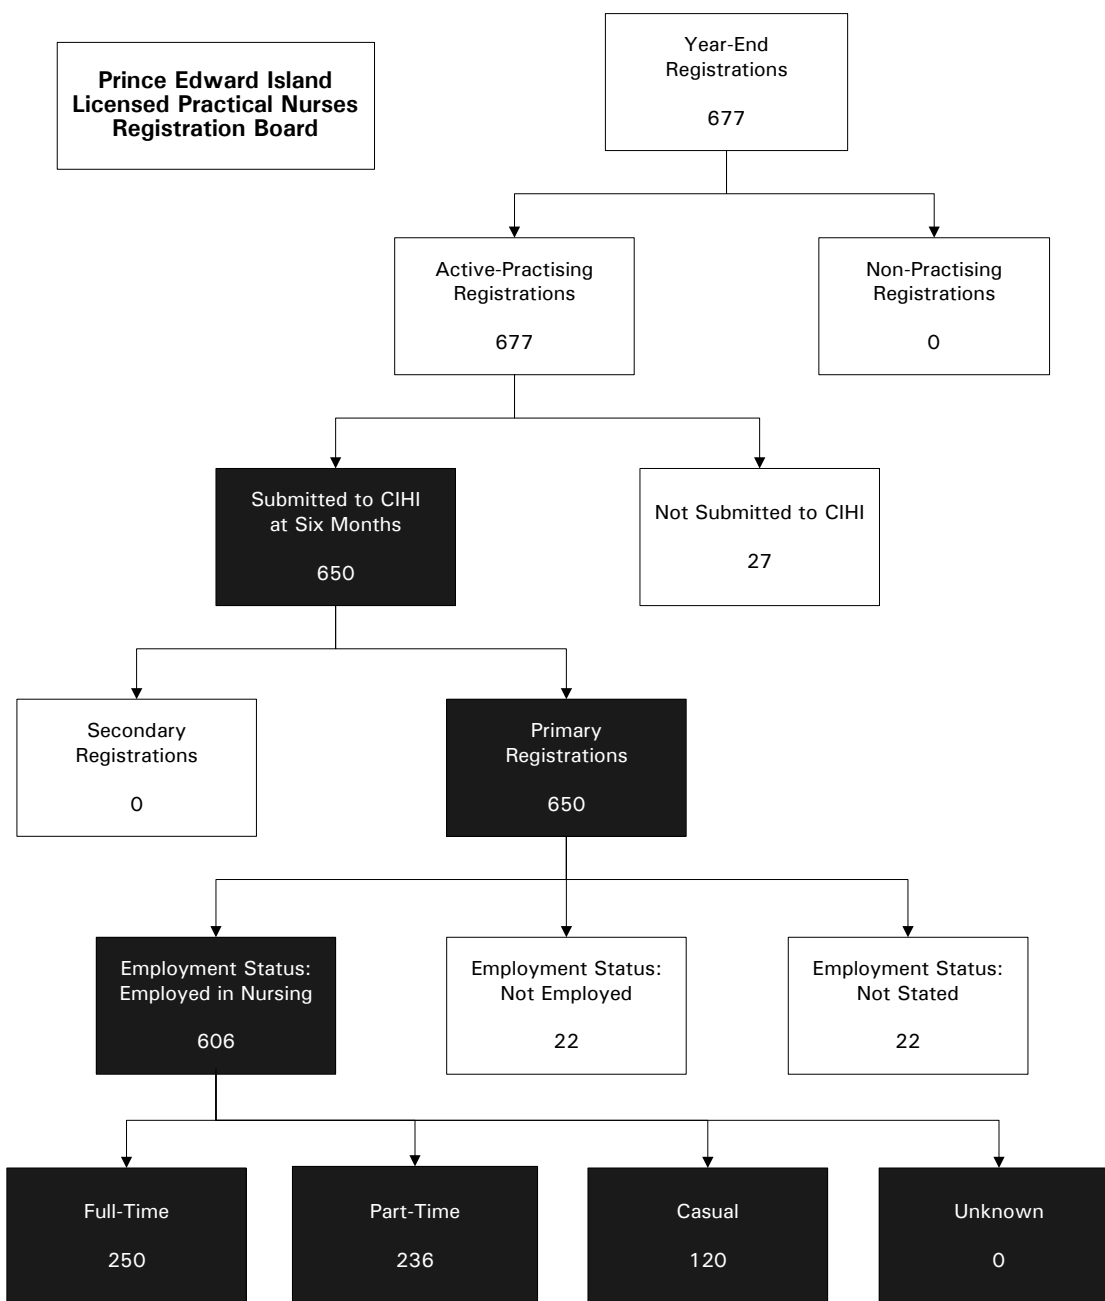 Prince Edward Island
Licensed Practical Nurses
Registration Board
Year-End
Registrations
677
Active-Practising
Registrations
677
Non-Practising
Registrations
0
Submitted to CIHI
at Six Months
650
Not Submitted to CIHI
27
Secondary
Registrations
0
Primary
Registrations
650
Employment Status:
Employed in Nursing
606
Employment Status:
Not Employed
22
Employment Status:
Not Stated
22
Full-Time
250
Part-Time
236
Casual
120
Unknown
0